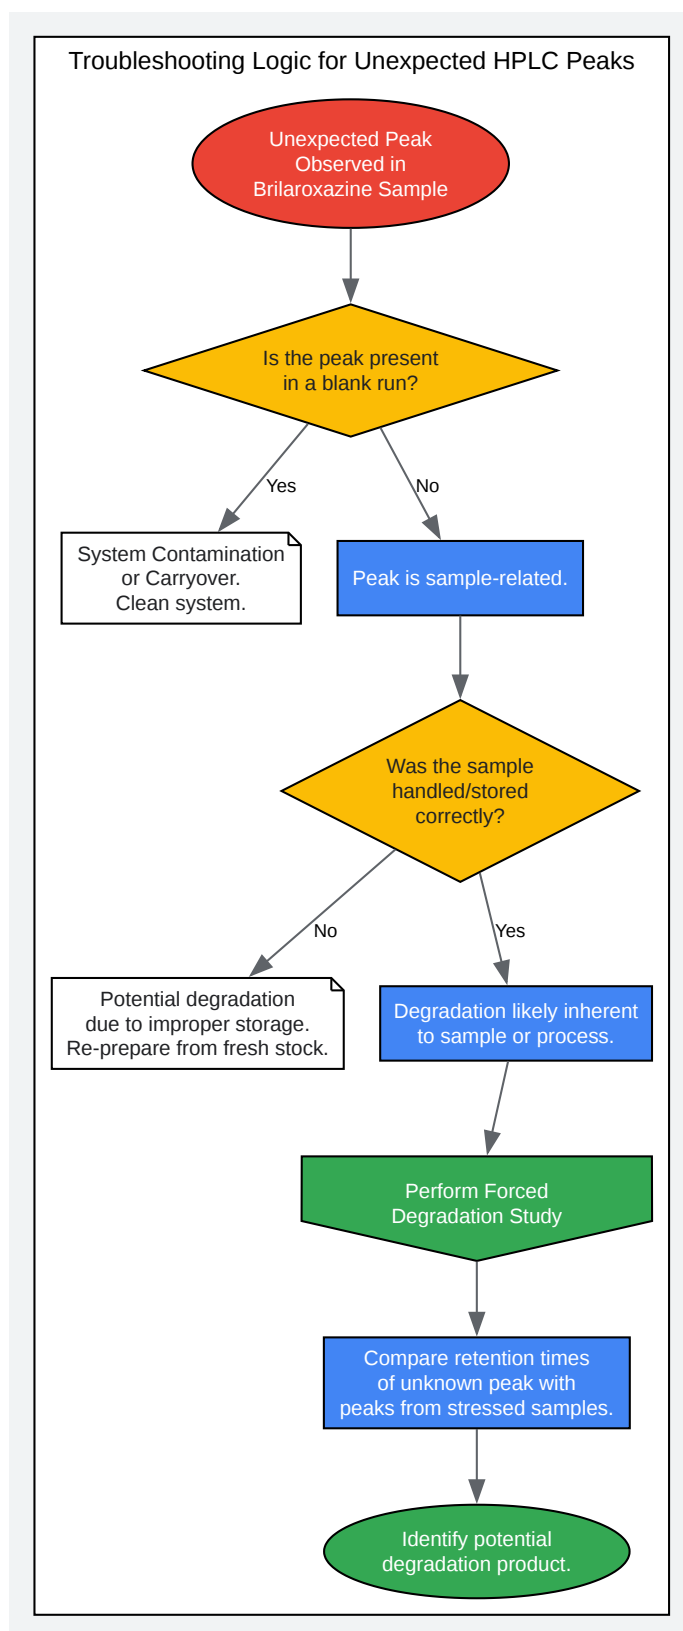 Troubleshooting Logic for Unexpected HPLC Peaks
Unexpected Peak
Observed in
Brilaroxazine Sample
Is the peak present
in a blank run?
Yes
No
System Contamination
or Carryover.
Clean system.
Peak is sample-related.
Was the sample
handled/stored
correctly?
No
Yes
Potential degradation
due to improper storage.
Re-prepare from fresh stock.
Degradation likely inherent
to sample or process.
Perform Forced
Degradation Study
Compare retention times
of unknown peak with
peaks from stressed samples.
Identify potential
degradation product.